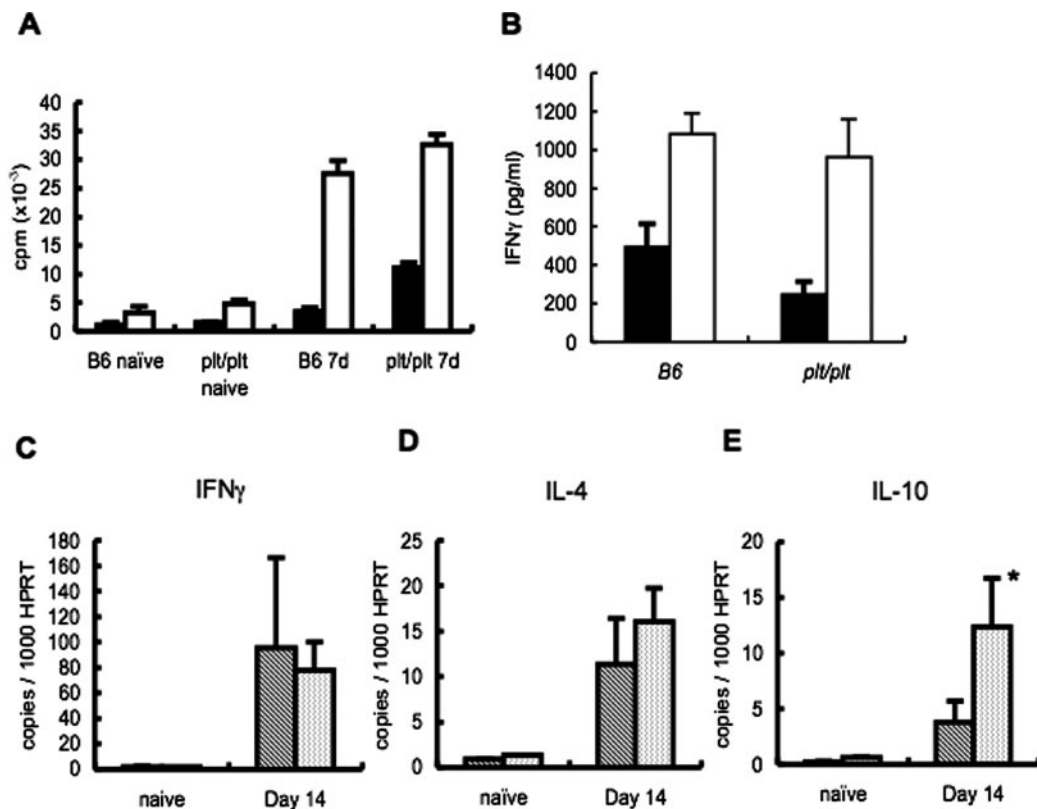 A
cpm (x10⁻³)
40
35
30
25
20
15
10
5
0
B6 naïve
plt/plt
naive
B6 7d
plt/plt 7d
B
IFNγ (pg/ml)
1400
1200
1000
800
600
400
200
0
B6
plt/plt
C
IFNγ
copies / 1000 HPRT
180
160
140
120
100
80
60
40
20
0
naive
Day 14
D
IL-4
copies / 1000 HPRT
25
20
15
10
5
0
naïve
Day 14
E
IL-10
copies / 1000 HPRT
20
15
10
5
0
*
naïve
Day 14